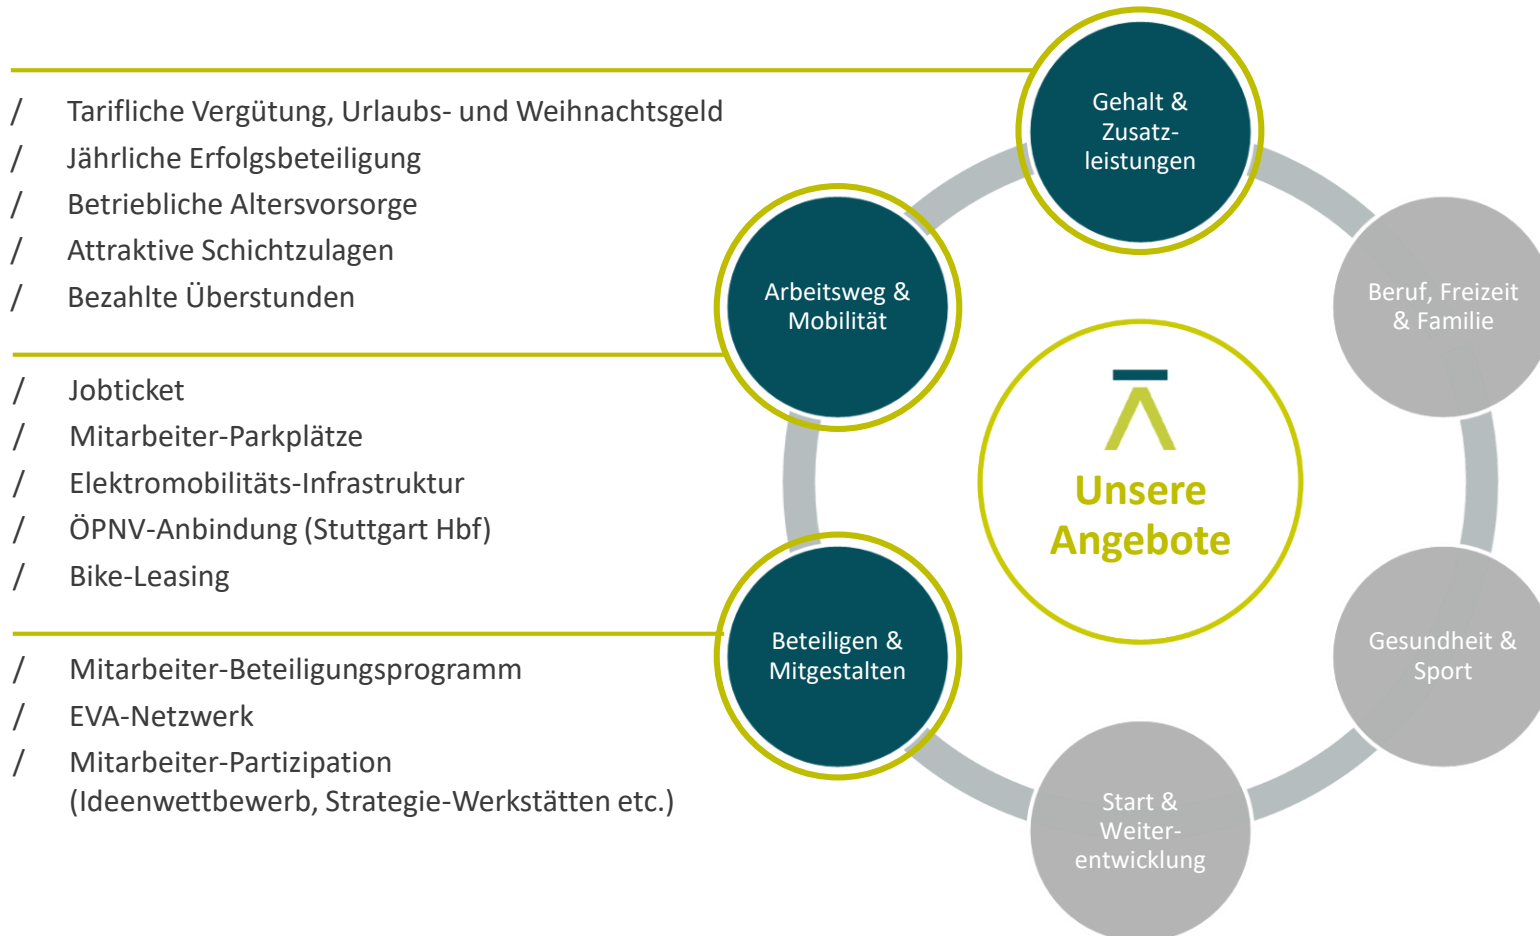 / Tarifliche Vergütung, Urlaubs- und Weihnachtsgeld
/ Jährliche Erfolgsbeteiligung
/ Betriebliche Altersvorsorge
/ Attraktive Schichtzulagen
/ Bezahlte Überstunden
/ Jobticket
/ Mitarbeiter-Parkplätze
/ Elektromobilitäts-Infrastruktur
/ ÖPNV-Anbindung (Stuttgart Hbf)
/ Bike-Leasing
/ Mitarbeiter-Beteiligungsprogramm
/ EVA-Netzwerk
/ Mitarbeiter-Partizipation
(Ideenwettbewerb, Strategie-Werkstätten etc.)
Gehalt &
Zusatz-
leistungen
Arbeitsweg &
Mobilität
Beruf, Freizeit
& Familie
Unsere
Angebote
Beteiligen &
Mitgestalten
Gesundheit &
Sport
Start &
Weiter-
entwicklung